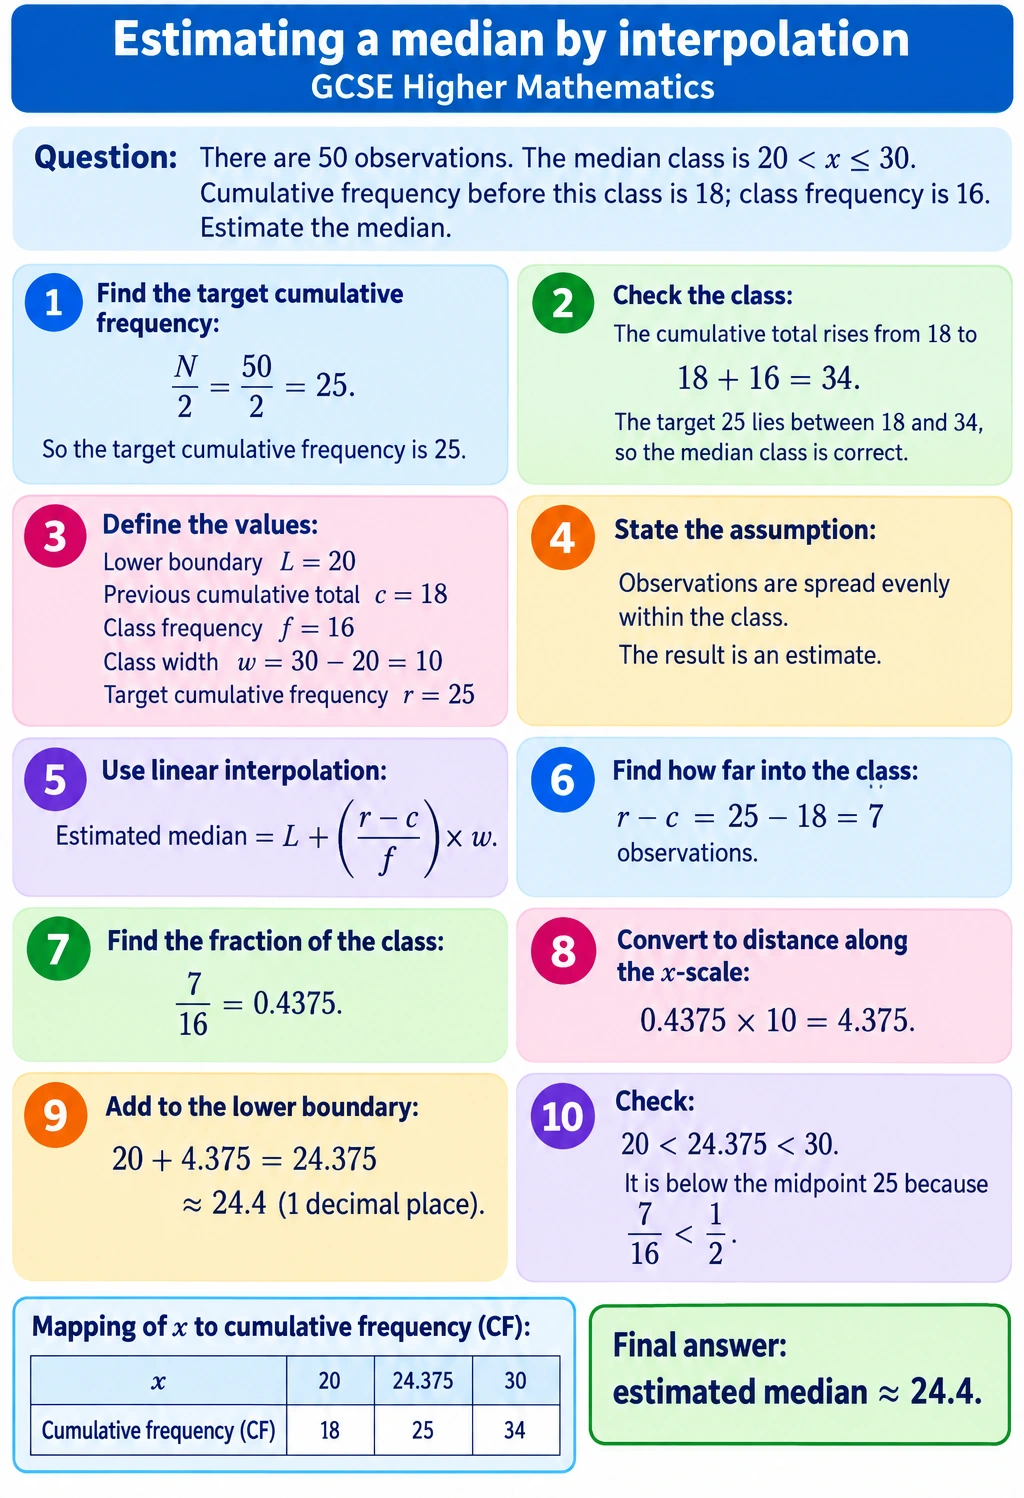 Estimating a median by interpolation
GCSE Higher Mathematics
Question: There are 50 observations. The median class is 20 < x ≤ 30.
Cumulative frequency before this class is 18; class frequency is 16.
Estimate the median.
1 Find the target cumulative
frequency:
N/2 = 50/2 = 25.
So the target cumulative frequency is 25.
2 Check the class:
The cumulative total rises from 18 to
18 + 16 = 34.
The target 25 lies between 18 and 34,
so the median class is correct.
3 Define the values:
Lower boundary L = 20
Previous cumulative total c = 18
Class frequency f = 16
Class width w = 30 − 20 = 10
Target cumulative frequency r = 25
4 State the assumption:
Observations are spread evenly
within the class.
The result is an estimate.
5 Use linear interpolation:
Estimated median = L + ((r − c)/f) × w.
6 Find how far into the class:
r − c = 25 − 18 = 7
observations.
7 Find the fraction of the class:
7/16 = 0.4375.
8 Convert to distance along
the x-scale:
0.4375 × 10 = 4.375.
9 Add to the lower boundary:
20 + 4.375 = 24.375
≈ 24.4 (1 decimal place).
10 Check:
20 < 24.375 < 30.
It is below the midpoint 25 because
7/16 < 1/2.
Mapping of x to cumulative frequency (CF):
x 20 24.375 30
Cumulative frequency (CF) 18 25 34
Final answer:
estimated median ≈ 24.4.